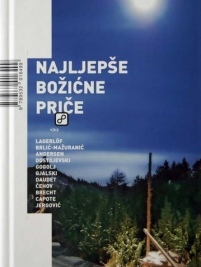 NAJLJEPŠE
BOŽIĆNE
PRIČE
LAGERLÖF
BRLIĆ-MAŽURANIĆ
ANDERSEN
DOSTOJEVSKI
GOGOLJ
GJALSKI
DAUDET
ČEHOV
BRECHT
CAPOTE
JERGOVIĆ